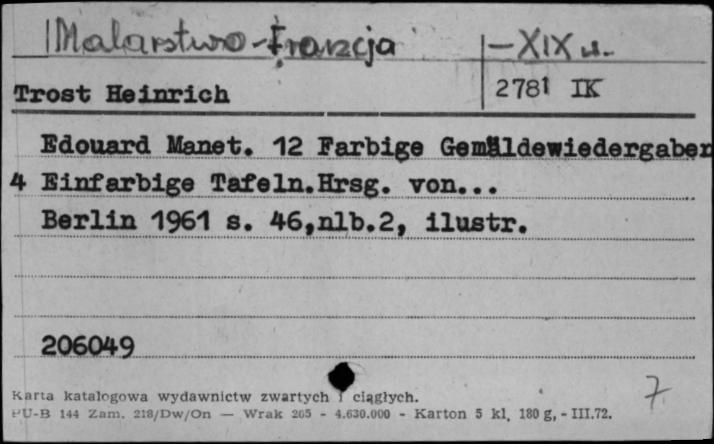 Malarstwo-Francja -XIX w.
Trost Heinrich 2781 IK
Edouard Manet. 12 Farbige Gemäldewiedergaben
4 Einfarbige Tafeln.Hrsg. von...
Berlin 1961 s. 46,nlb.2, ilustr.
206049
7
Karta katalogowa wydawnictw zwartych i ciągłych.
PU-B 144 Zam. 218/Dw/On — Wrak 205 - 4.630.000 - Karton 5 kl, 180 g, - III.72.